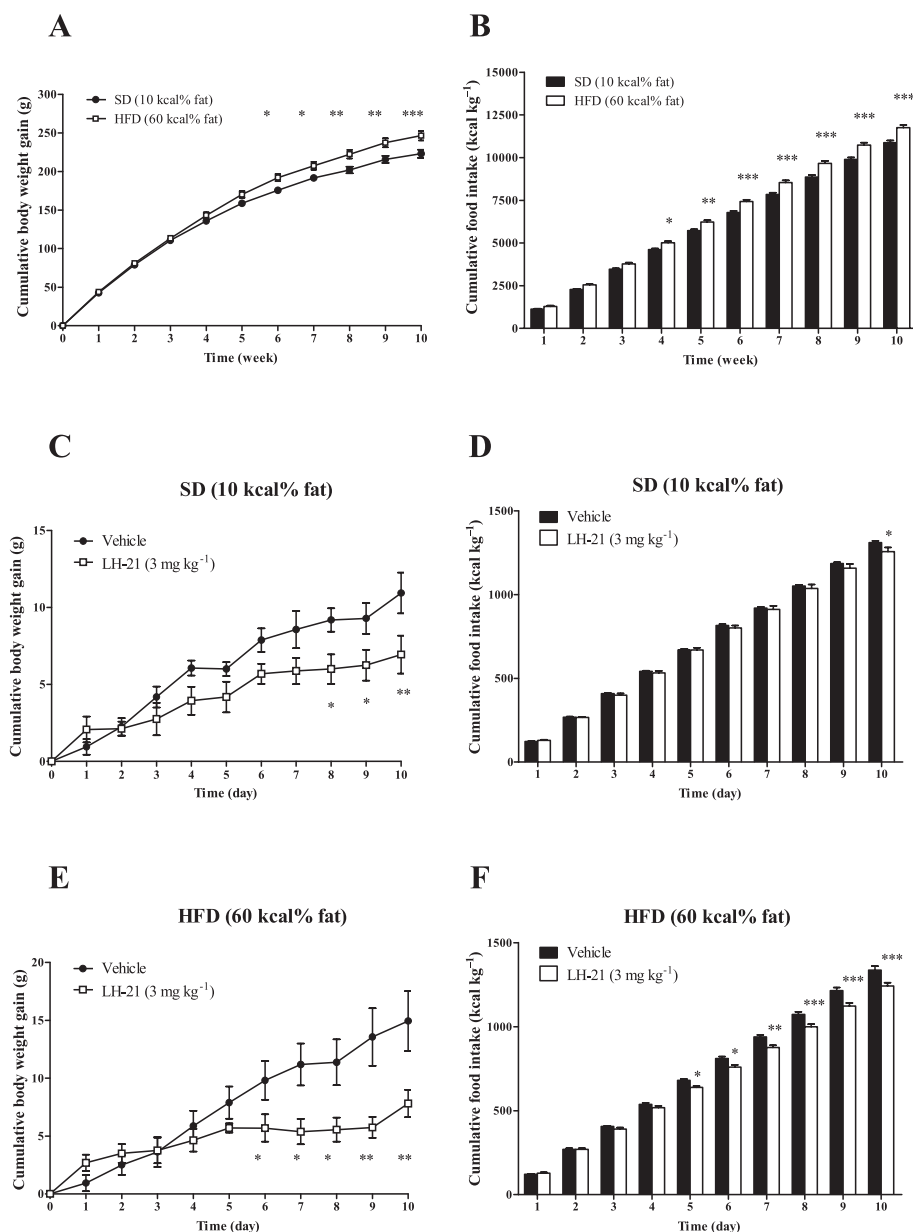 A
SD (10 kcal% fat)
HFD (60 kcal% fat)
* * ** ** ***
Cumulative body weight gain (g)
300
250
200
150
100
50
0
0 1 2 3 4 5 6 7 8 9 10
Time (week)
B
SD (10 kcal% fat)
HFD (60 kcal% fat)
* ** *** *** *** *** ***
Cumulative food intake (kcal kg⁻¹)
15000
12500
10000
7500
5000
2500
0
1 2 3 4 5 6 7 8 9 10
Time (week)
C
SD (10 kcal% fat)
Vehicle
LH-21 (3 mg kg⁻¹)
Cumulative body weight gain (g)
15
10
5
0
* * **
0 1 2 3 4 5 6 7 8 9 10
Time (day)
D
SD (10 kcal% fat)
Vehicle
LH-21 (3 mg kg⁻¹)
*
Cumulative food intake (kcal kg⁻¹)
1500
1000
500
0
1 2 3 4 5 6 7 8 9 10
Time (day)
E
HFD (60 kcal% fat)
Vehicle
LH-21 (3 mg kg⁻¹)
Cumulative body weight gain (g)
20
15
10
5
0
* * * ** **
0 1 2 3 4 5 6 7 8 9 10
Time (day)
F
HFD (60 kcal% fat)
Vehicle
LH-21 (3 mg kg⁻¹)
* * ** *** *** ***
Cumulative food intake (kcal kg⁻¹)
1500
1000
500
0
1 2 3 4 5 6 7 8 9 10
Time (day)